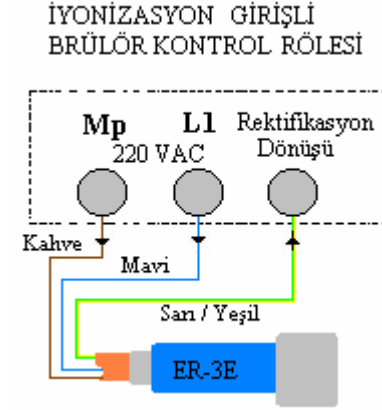 İYONİZASYON GİRİŞLİ
BRÜLÖR KONTROL RÖLESİ
Mp L1 Rektifikasyon
220 VAC Dönüşü
Kahve
Mavi
Sarı / Yeşil
ER-3E